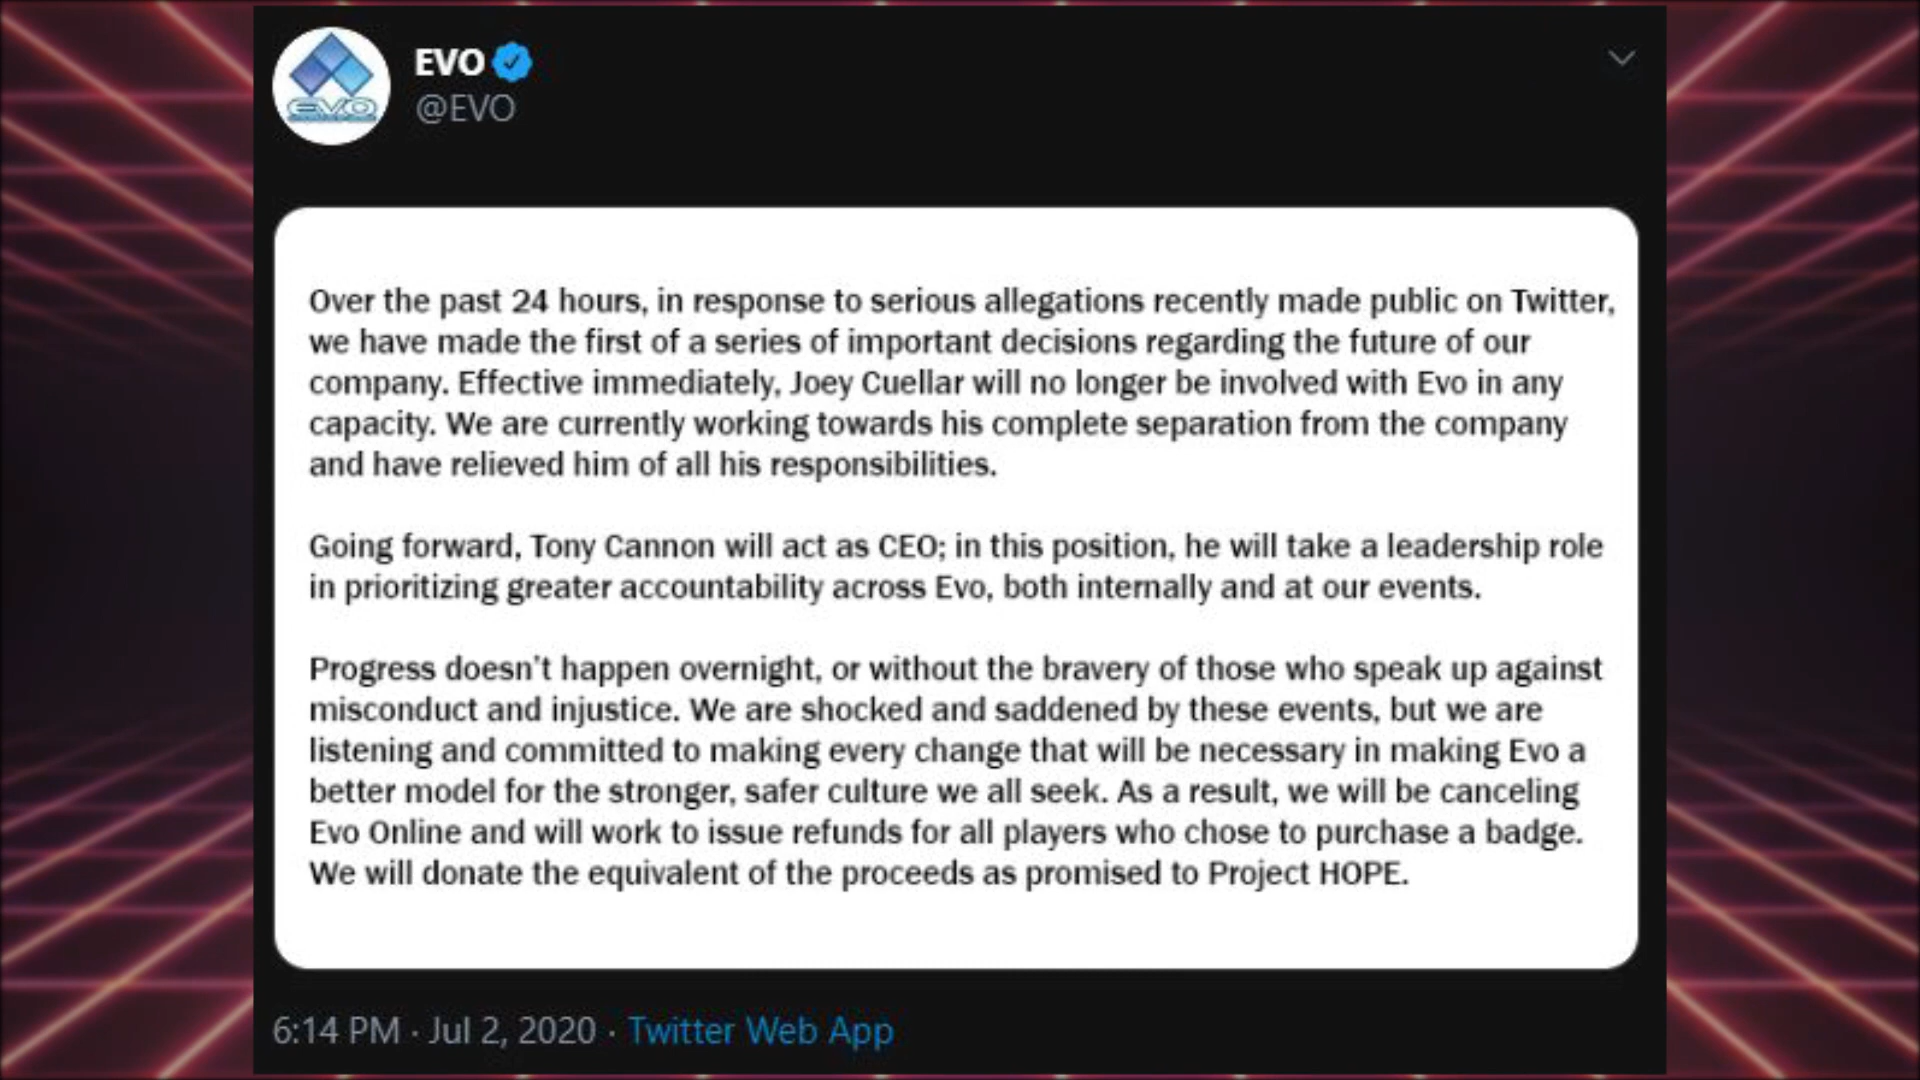 EVO
@EVO
EVO
Over the past 24 hours, in response to serious allegations recently made public on Twitter,
we have made the first of a series of important decisions regarding the future of our
company. Effective immediately, Joey Cuellar will no longer be involved with Evo in any
capacity. We are currently working towards his complete separation from the company
and have relieved him of all his responsibilities.
Going forward, Tony Cannon will act as CEO; in this position, he will take a leadership role
in prioritizing greater accountability across Evo, both internally and at our events.
Progress doesn't happen overnight, or without the bravery of those who speak up against
misconduct and injustice. We are shocked and saddened by these events, but we are
listening and committed to making every change that will be necessary in making Evo a
better model for the stronger, safer culture we all seek. As a result, we will be canceling
Evo Online and will work to issue refunds for all players who chose to purchase a badge.
We will donate the equivalent of the proceeds as promised to Project HOPE.
6:14 PM · Jul 2, 2020 · Twitter Web App